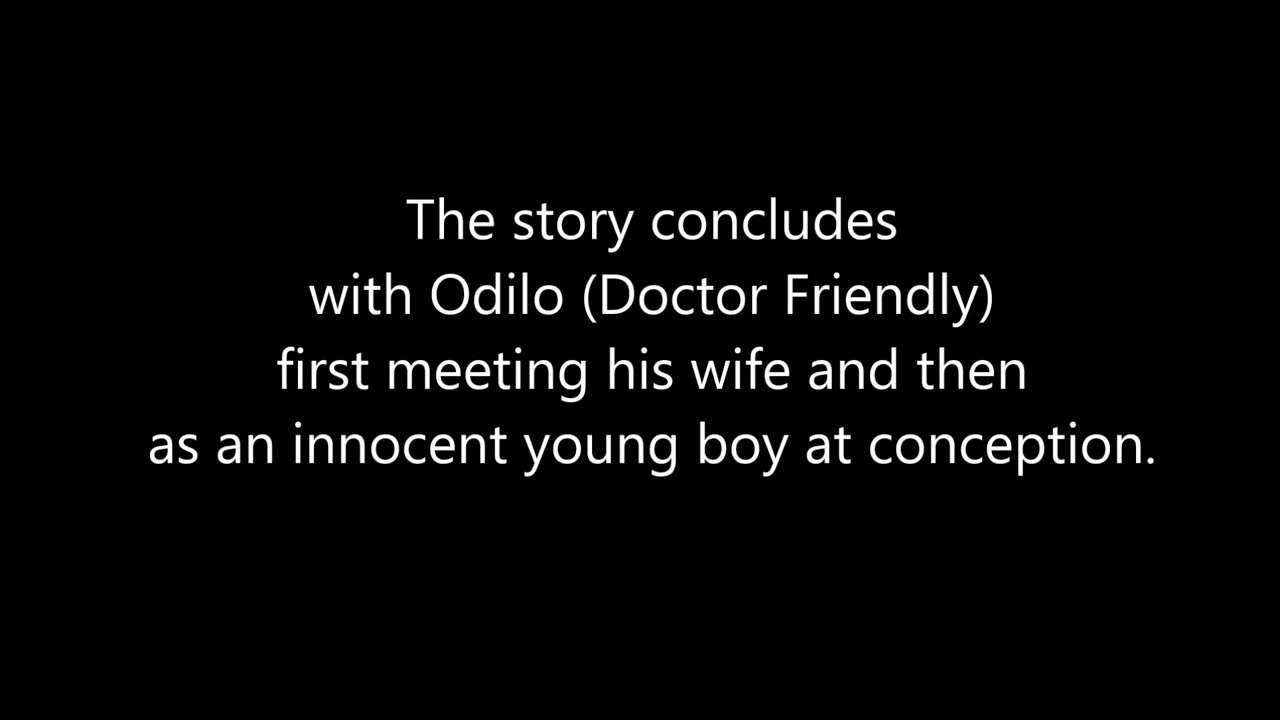 The story concludes
with Odilo (Doctor Friendly)
first meeting his wife and then
as an innocent young boy at conception.